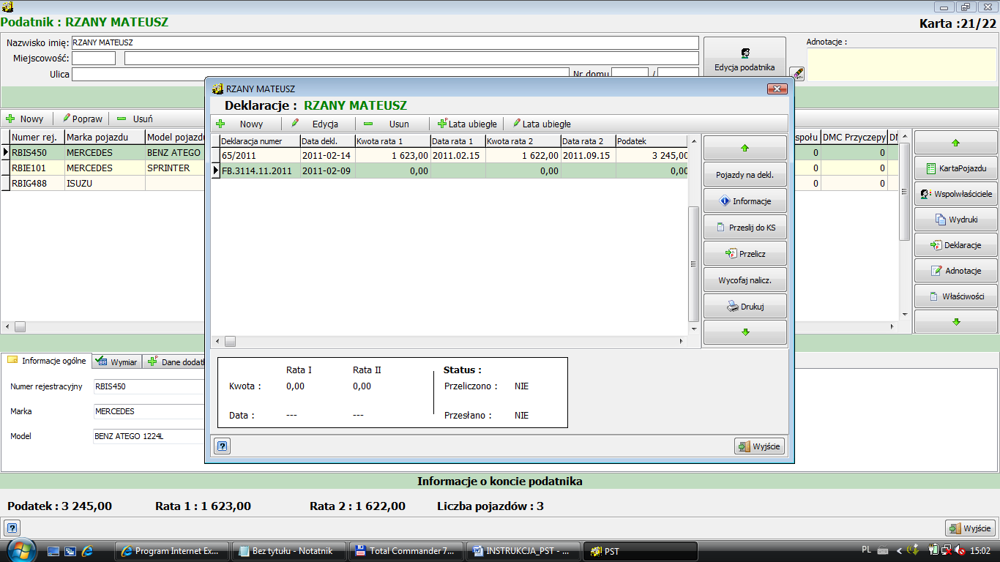 Podatnik : RZANY MATEUSZ
Karta :21/22
Nazwisko imię: RZANY MATEUSZ
Miejscowość:
Ulica
Nr domu /
Edycja podatnika
Adnotacje :
Nowy Popraw Usuń
Numer rej. Marka pojazdu Model pojazdu
RBIS450 MERCEDES BENZ ATEGO
RBIE101 MERCEDES SPRINTER
RBIG488 ISUZU
społu DMC Przyczepy
0 0
0 0
0 0
KartaPojazdu
Wspolwłaściciele
Wydruki
Deklaracje
Adnotacje
Właściwości
RZANY MATEUSZ
Deklaracje : RZANY MATEUSZ
Nowy Edycja Usun Lata ubiegłe Lata ubiegłe
Deklaracja numer Data dekl. Kwota rata 1 Data rata 1 Kwota rata 2 Data rata 2 Podatek
65/2011 2011-02-14 1 623,00 2011.02.15 1 622,00 2011.09.15 3 245,00
FB.3114.11.2011 2011-02-09 0,00 0,00 0,00
Pojazdy na dekl.
Informacje
Przeslij do KS
Przelicz
Wycofaj nalicz.
Drukuj
Rata I Rata II Status :
Kwota : 0,00 0,00 Przeliczono : NIE
Data : --- --- Przesłano : NIE
? Wyjście
Informacje ogólne Wymiar Dane dodatk
Numer rejestracyjny RBIS450
Marka MERCEDES
Model BENZ ATEGO 1224L
Informacje o koncie podatnika
Podatek : 3 245,00 Rata 1 : 1 623,00 Rata 2 : 1 622,00 Liczba pojazdów : 3
? Wyjście
Program Internet Ex... Bez tytułu - Notatnik Total Commander 7... INSTRUKCJA_PST - ... PST PL 15:02